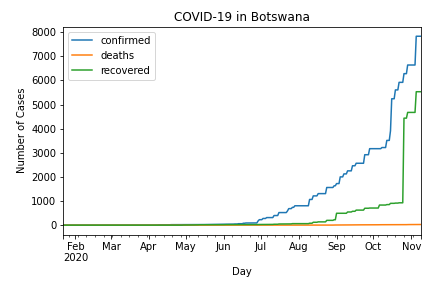 COVID-19 in Botswana
confirmed
deaths
recovered
Number of Cases
8000
7000
6000
5000
4000
3000
2000
1000
0
Feb Mar Apr May Jun Jul Aug Sep Oct Nov
2020
Day